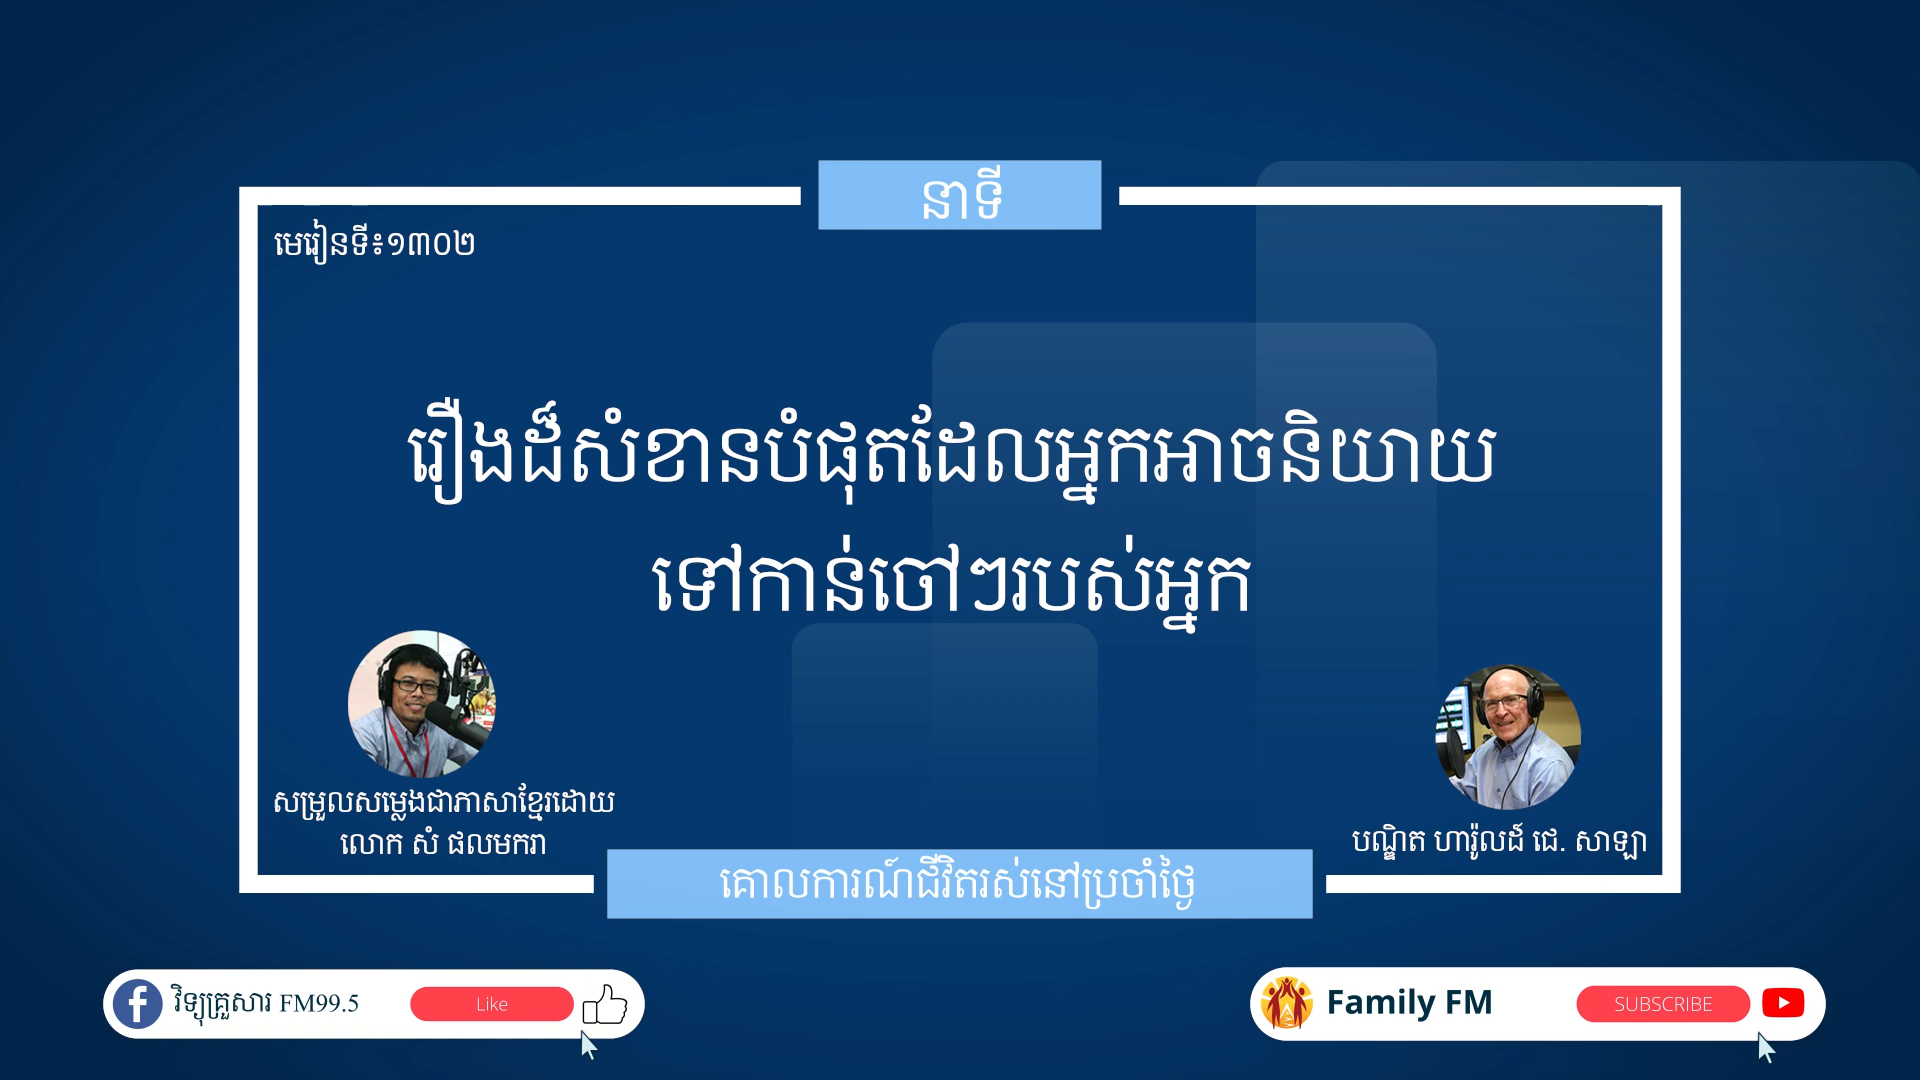 នាទី
មេរៀនទី៖១៣០២
រឿងដ៏សំខានបំផុតដែលអ្នកអាចនិយាយ
ទៅកាន់ចៅៗរបស់អ្នក
សម្រួលសម្លេងជាភាសាខ្មែរដោយ
លោក សំ ផលមករា
បណ្ឌិត ហារ៉ូលដ៍ ជេ. សាឡា
គោលការណ៍ជីវិតរស់នៅប្រចាំថ្ងៃ
វិទ្យុគ្រួសារ FM99.5
Like
Family FM
SUBSCRIBE